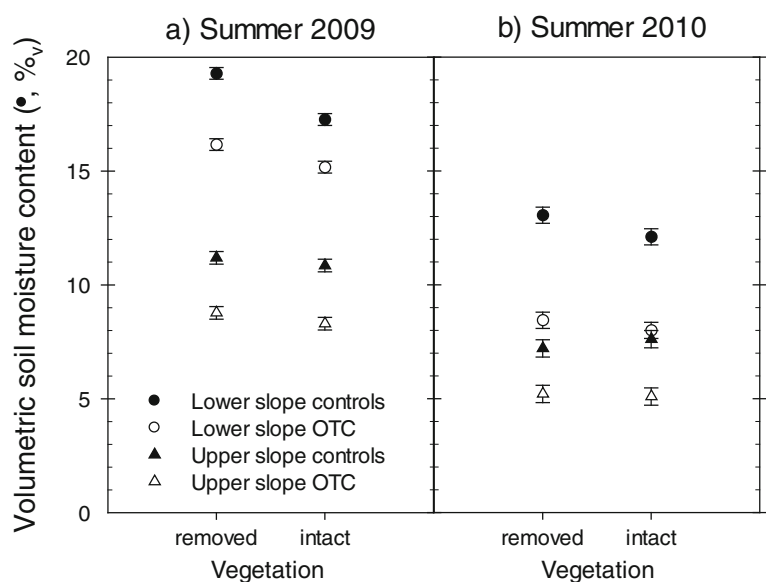 a) Summer 2009
b) Summer 2010
Volumetric soil moisture content (•, %v)
20
15
10
5
0
Lower slope controls
Lower slope OTC
Upper slope controls
Upper slope OTC
removed intact
removed intact
Vegetation
Vegetation